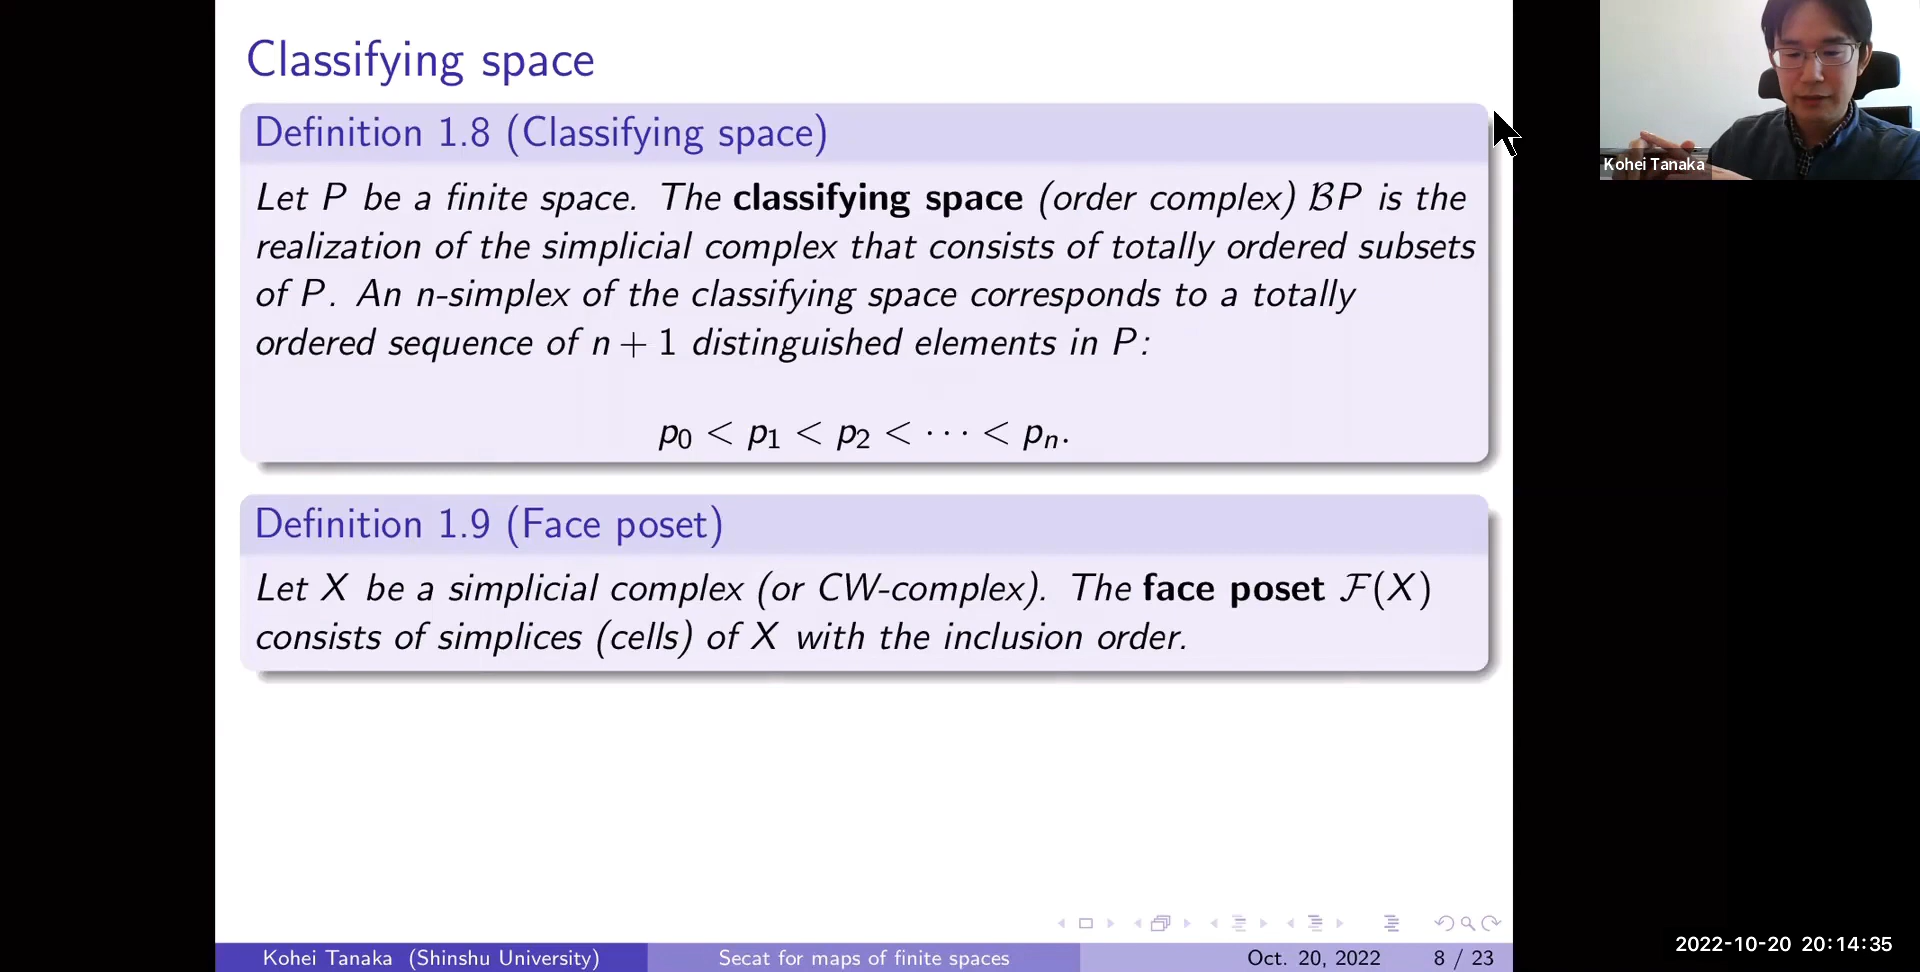 Classifying space
Definition 1.8 (Classifying space)
Let P be a finite space. The classifying space (order complex) ℬP is the
realization of the simplicial complex that consists of totally ordered subsets
of P. An n-simplex of the classifying space corresponds to a totally
ordered sequence of n + 1 distinguished elements in P:
p₀ < p₁ < p₂ < ⋯ < pₙ.
Definition 1.9 (Face poset)
Let X be a simplicial complex (or CW-complex). The face poset ℱ(X)
consists of simplices (cells) of X with the inclusion order.
Kohei Tanaka (Shinshu University)
Secat for maps of finite spaces
Oct. 20, 2022
8 / 23
Kohei Tanaka
2022-10-20 20:14:35